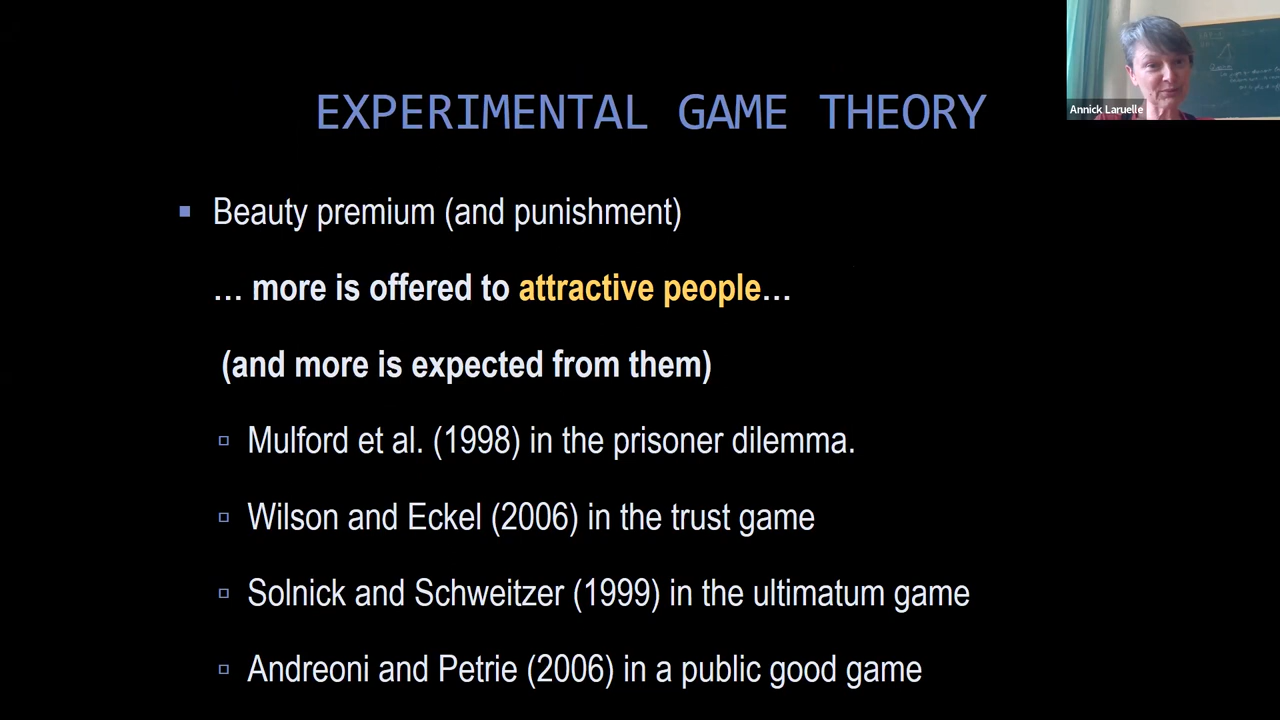 EXPERIMENTAL GAME THEORY
Annick Laruelle
Beauty premium (and punishment)
… more is offered to attractive people…
(and more is expected from them)
Mulford et al. (1998) in the prisoner dilemma.
Wilson and Eckel (2006) in the trust game
Solnick and Schweitzer (1999) in the ultimatum game
Andreoni and Petrie (2006) in a public good game